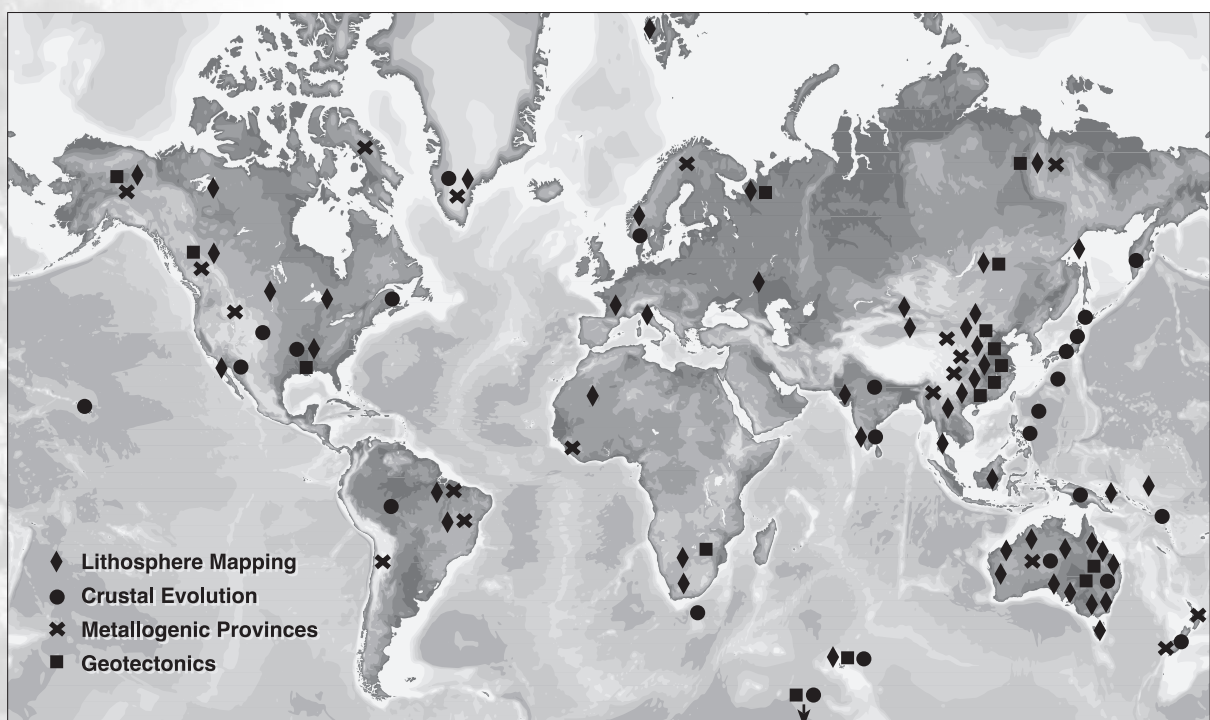 Lithosphere Mapping
Crustal Evolution
Metallogenic Provinces
Geotectonics